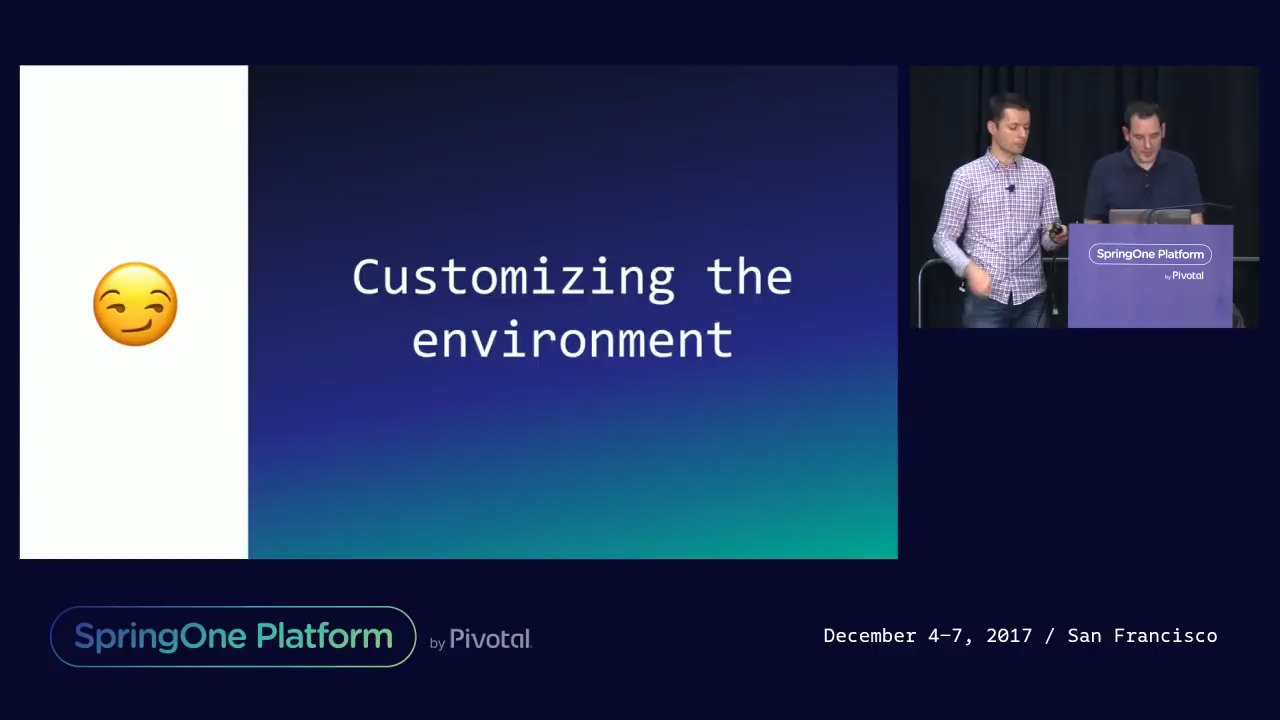 Customizing the
environment
SpringOne Platform
by Pivotal
SpringOne Platform by Pivotal.
December 4–7, 2017 / San Francisco